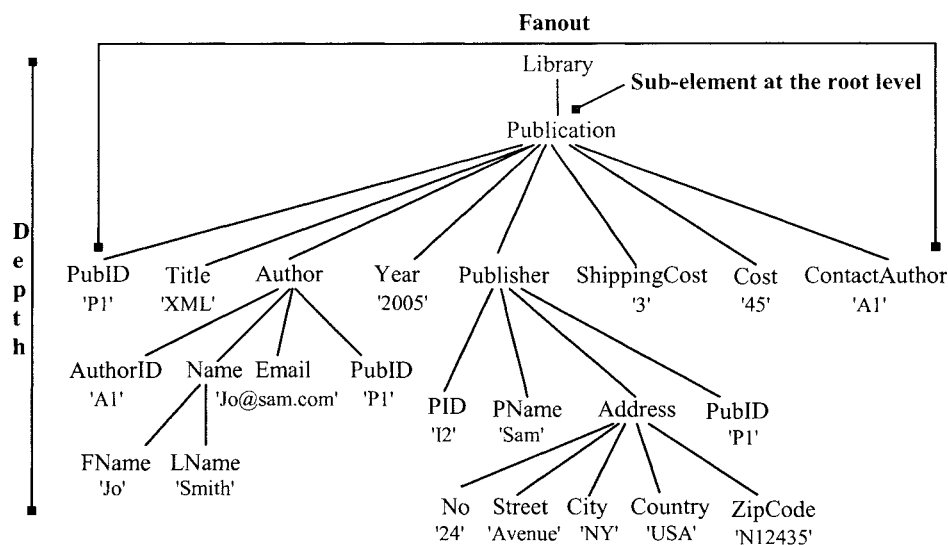 Fanout
Library
Sub-element at the root level
Publication
Depth
PubID Title Author Year Publisher ShippingCost Cost ContactAuthor
'P1' 'XML' '2005' '3' '45' 'A1'
AuthorID Name Email PubID
'A1' 'Jo@sam.com' 'P1'
PID PName Address PubID
'I2' 'Sam' 'P1'
FName LName
'Jo' 'Smith'
No Street City Country ZipCode
'24' 'Avenue' 'NY' 'USA' 'N12435'